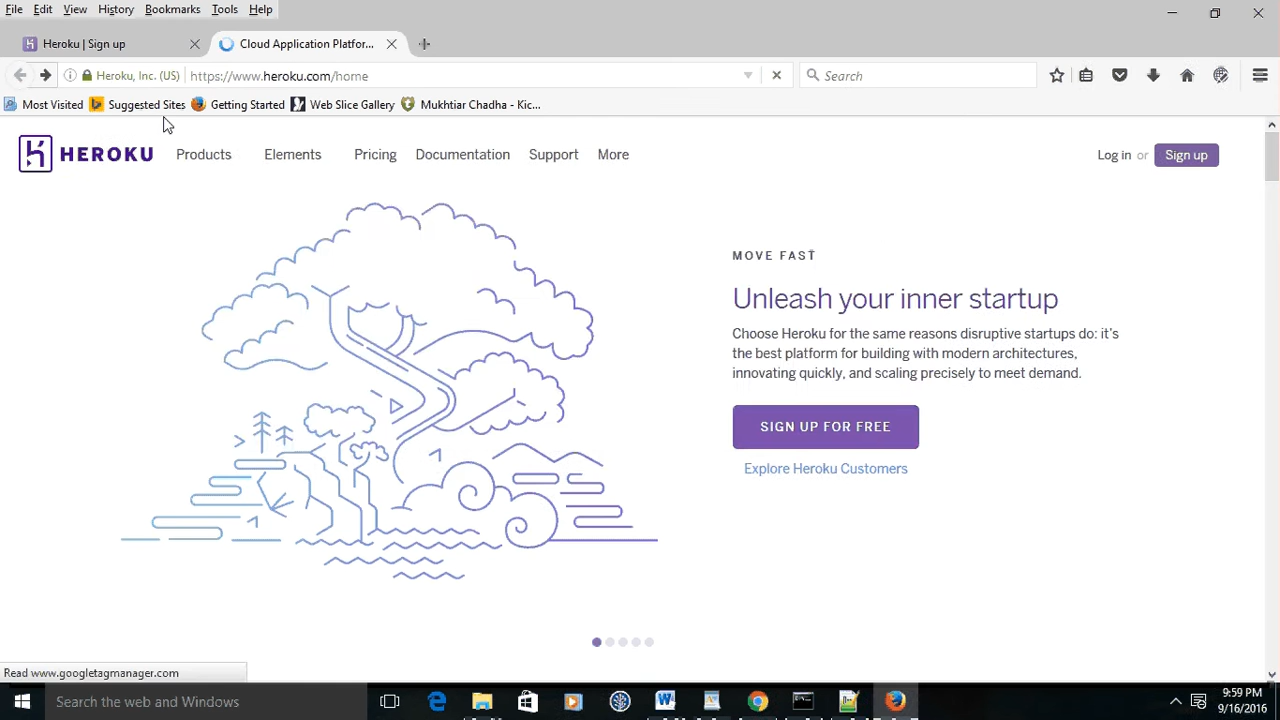 File Edit View History Bookmarks Tools Help
Heroku | Sign up
Cloud Application Platfor...
Heroku, Inc. (US) https://www.heroku.com/home
Search
Most Visited Suggested Sites Getting Started Web Slice Gallery Mukhtiar Chadha - Kic...
HEROKU Products Elements Pricing Documentation Support More
Log in or Sign up
MOVE FAST
Unleash your inner startup
Choose Heroku for the same reasons disruptive startups do: it's
the best platform for building with modern architectures,
innovating quickly, and scaling precisely to meet demand.
SIGN UP FOR FREE
Explore Heroku Customers
Read www.googletagmanager.com
Search the web and Windows
9:59 PM
9/16/2016